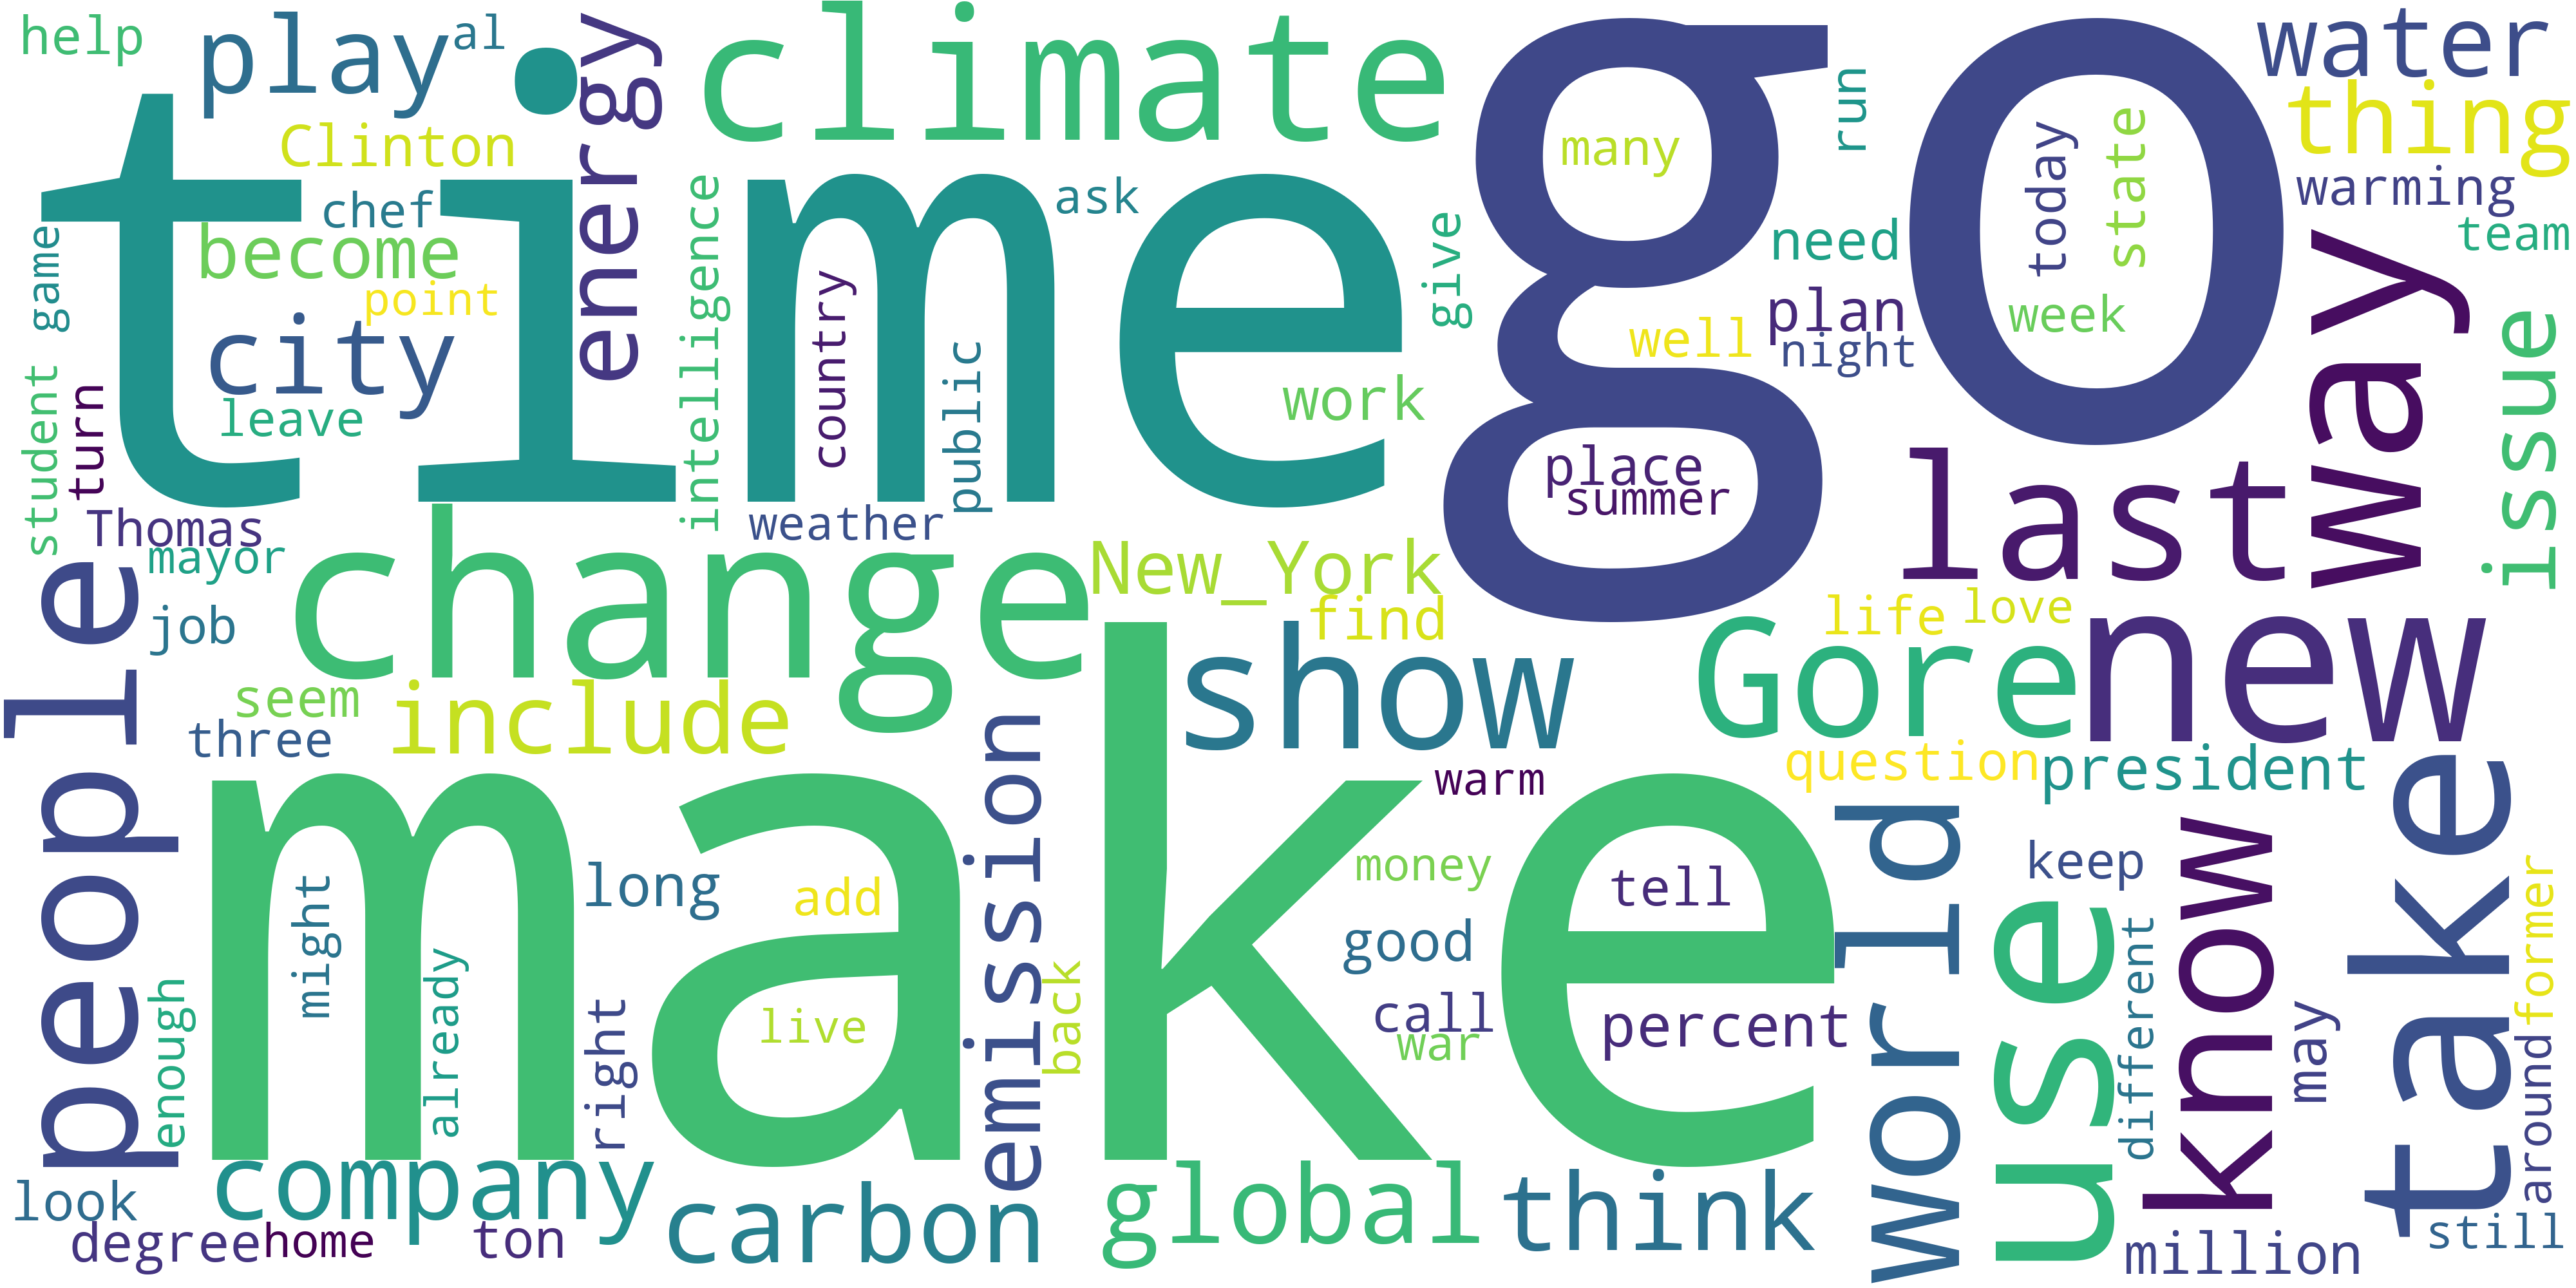 help
play
al
climate
go
water
time
energy
thing
Clinton
many
run
chef
ask
today
state
warming
become
team
game
intelligence
give
need
point
country
way
city
public
well
plan
week
night
issue
leave
work
student
turn
place
summer
last
Thomas
weather
mayor
change
New_York
people
job
find
life
love
show
Gore
new
seem
include
three
emission
warm
question
president
make
world
know
take
might
long
add
money
tell
keep
use
former
already
good
different
enough
right
live
back
call
war
percent
may
around
company
look
carbon
global
think
degree
home
ton
million
still